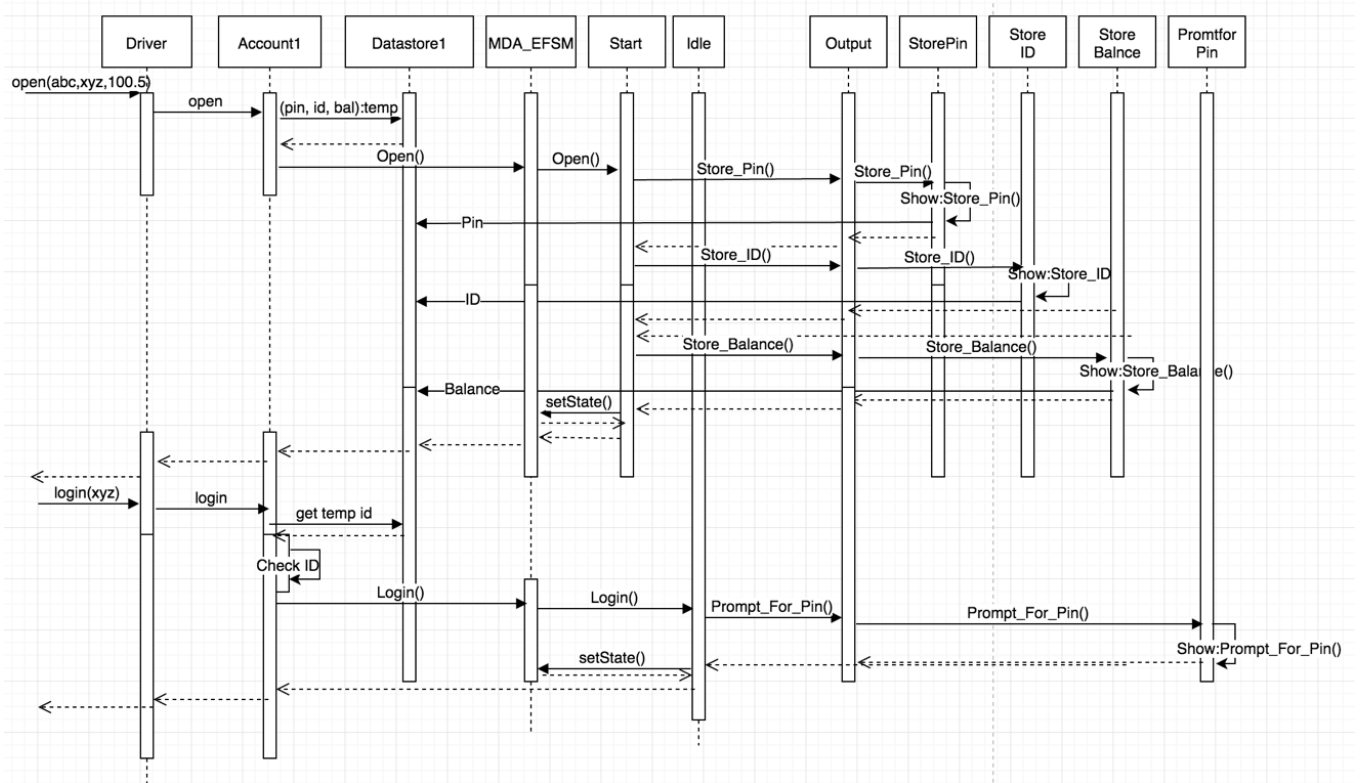 Driver
Account1
Datastore1
MDA_EFSM
Start
Idle
Output
StorePin
Store
ID
Store
Balnce
Promtfor
Pin
open(abc,xyz,100.5)
open
(pin, id, bal):temp
Open()
Open()
Store_Pin()
Store_Pin()
Show:Store_Pin()
Pin
Store_ID()
Store_ID()
Show:Store_ID
ID
Store_Balance()
Store_Balance()
Show:Store_Balance()
Balance
setState()
login(xyz)
login
get temp id
Check ID
Login()
Login()
Prompt_For_Pin()
Prompt_For_Pin()
Show:Prompt_For_Pin()
setState()